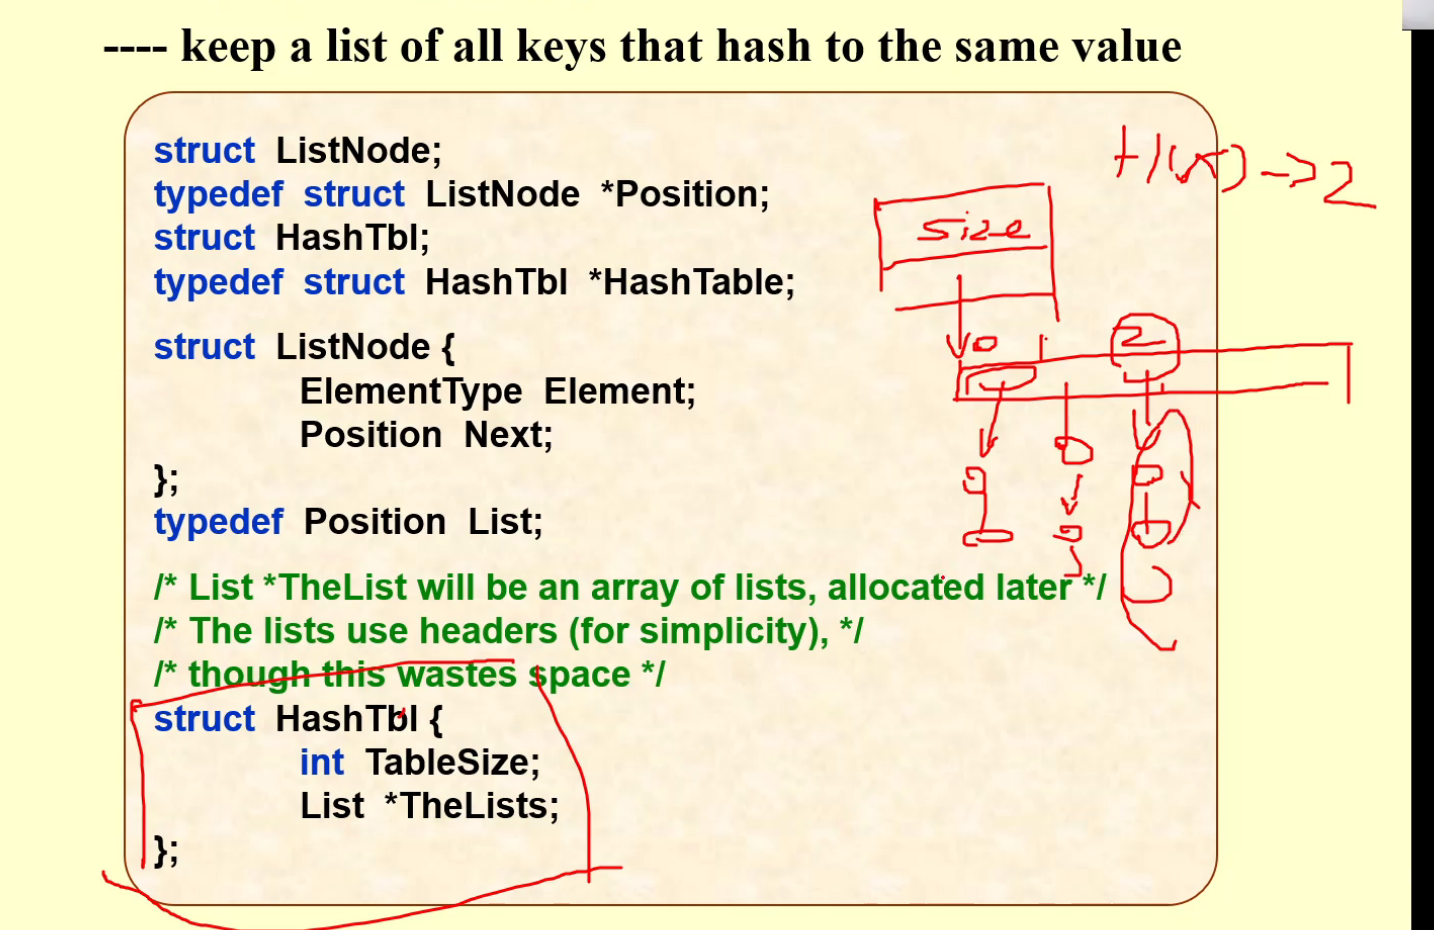 ---- keep a list of all keys that hash to the same value
struct ListNode;
typedef struct ListNode *Position;
struct HashTbl;
typedef struct HashTbl *HashTable;
struct ListNode {
ElementType Element;
Position Next;
};
typedef Position List;
/* List *TheList will be an array of lists, allocated later */
/* The lists use headers (for simplicity), */
/* though this wastes space */
struct HashTbl {
int TableSize;
List *TheLists;
};
H(x) -> 2
size
0 1 2